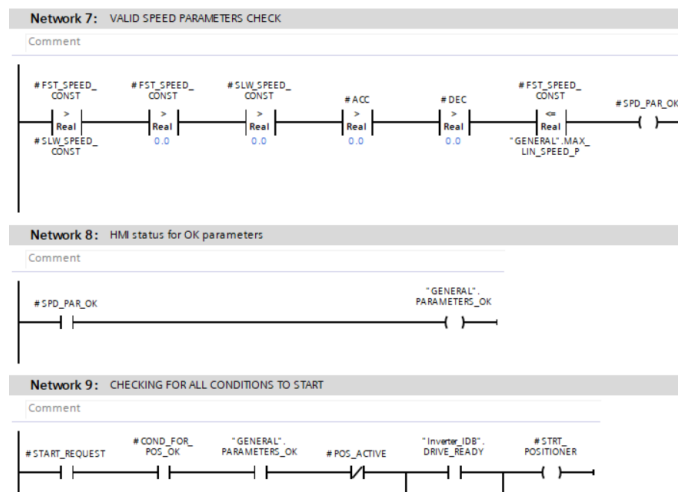 Network 7: VALID SPEED PARAMETERS CHECK
Comment
#FST_SPEED_ #FST_SPEED_ #SLW_SPEED_ #FST_SPEED_
CONST CONST CONST #ACC #DEC CONST #SPD_PAR_OK
> > > > > <=
Real Real Real Real Real Real
#SLW_SPEED_ 0.0 0.0 0.0 0.0 "GENERAL".MAX_
CONST LIN_SPEED_P
Network 8: HMI status for OK parameters
Comment
"GENERAL".
#SPD_PAR_OK PARAMETERS_OK
Network 9: CHECKING FOR ALL CONDITIONS TO START
Comment
#COND_FOR_ "GENERAL". "Inverter_IDB". #STRT_
#START_REQUEST POS_OK PARAMETERS_OK #POS_ACTIVE DRIVE_READY POSITIONER